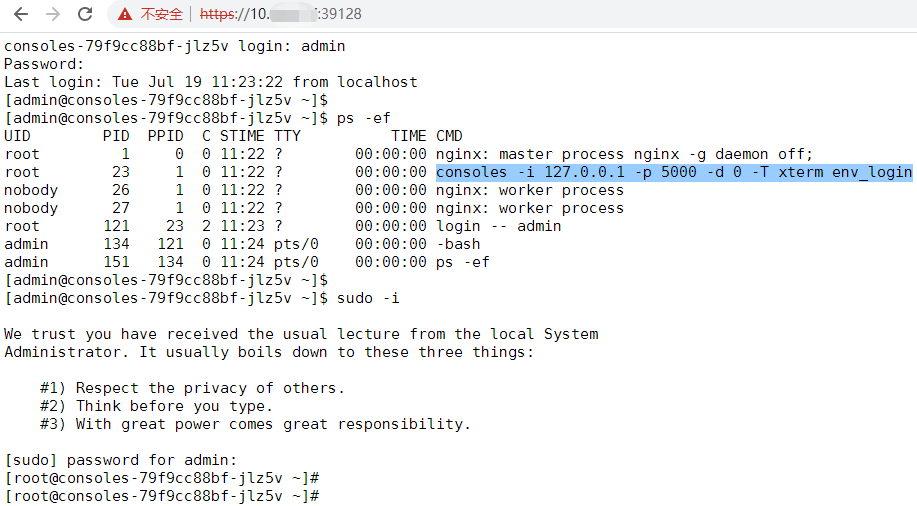 不安全 | https://10. :39128
consoles-79f9cc88bf-jlz5v login: admin
Password:
Last login: Tue Jul 19 11:23:22 from localhost
[admin@consoles-79f9cc88bf-jlz5v ~]$
[admin@consoles-79f9cc88bf-jlz5v ~]$ ps -ef
UID        PID  PPID  C STIME TTY          TIME CMD
root         1     0  0 11:22 ?        00:00:00 nginx: master process nginx -g daemon off;
root        23     1  0 11:22 ?        00:00:00 consoles -i 127.0.0.1 -p 5000 -d 0 -T xterm env_login
nobody      26     1  0 11:22 ?        00:00:00 nginx: worker process
nobody      27     1  0 11:22 ?        00:00:00 nginx: worker process
root       121    23  2 11:23 ?        00:00:00 login -- admin
admin      134   121  0 11:24 pts/0    00:00:00 -bash
admin      151   134  0 11:24 pts/0    00:00:00 ps -ef
[admin@consoles-79f9cc88bf-jlz5v ~]$
[admin@consoles-79f9cc88bf-jlz5v ~]$ sudo -i
We trust you have received the usual lecture from the local System
Administrator. It usually boils down to these three things:
#1) Respect the privacy of others.
#2) Think before you type.
#3) With great power comes great responsibility.
[sudo] password for admin:
[root@consoles-79f9cc88bf-jlz5v ~]#
[root@consoles-79f9cc88bf-jlz5v ~]#